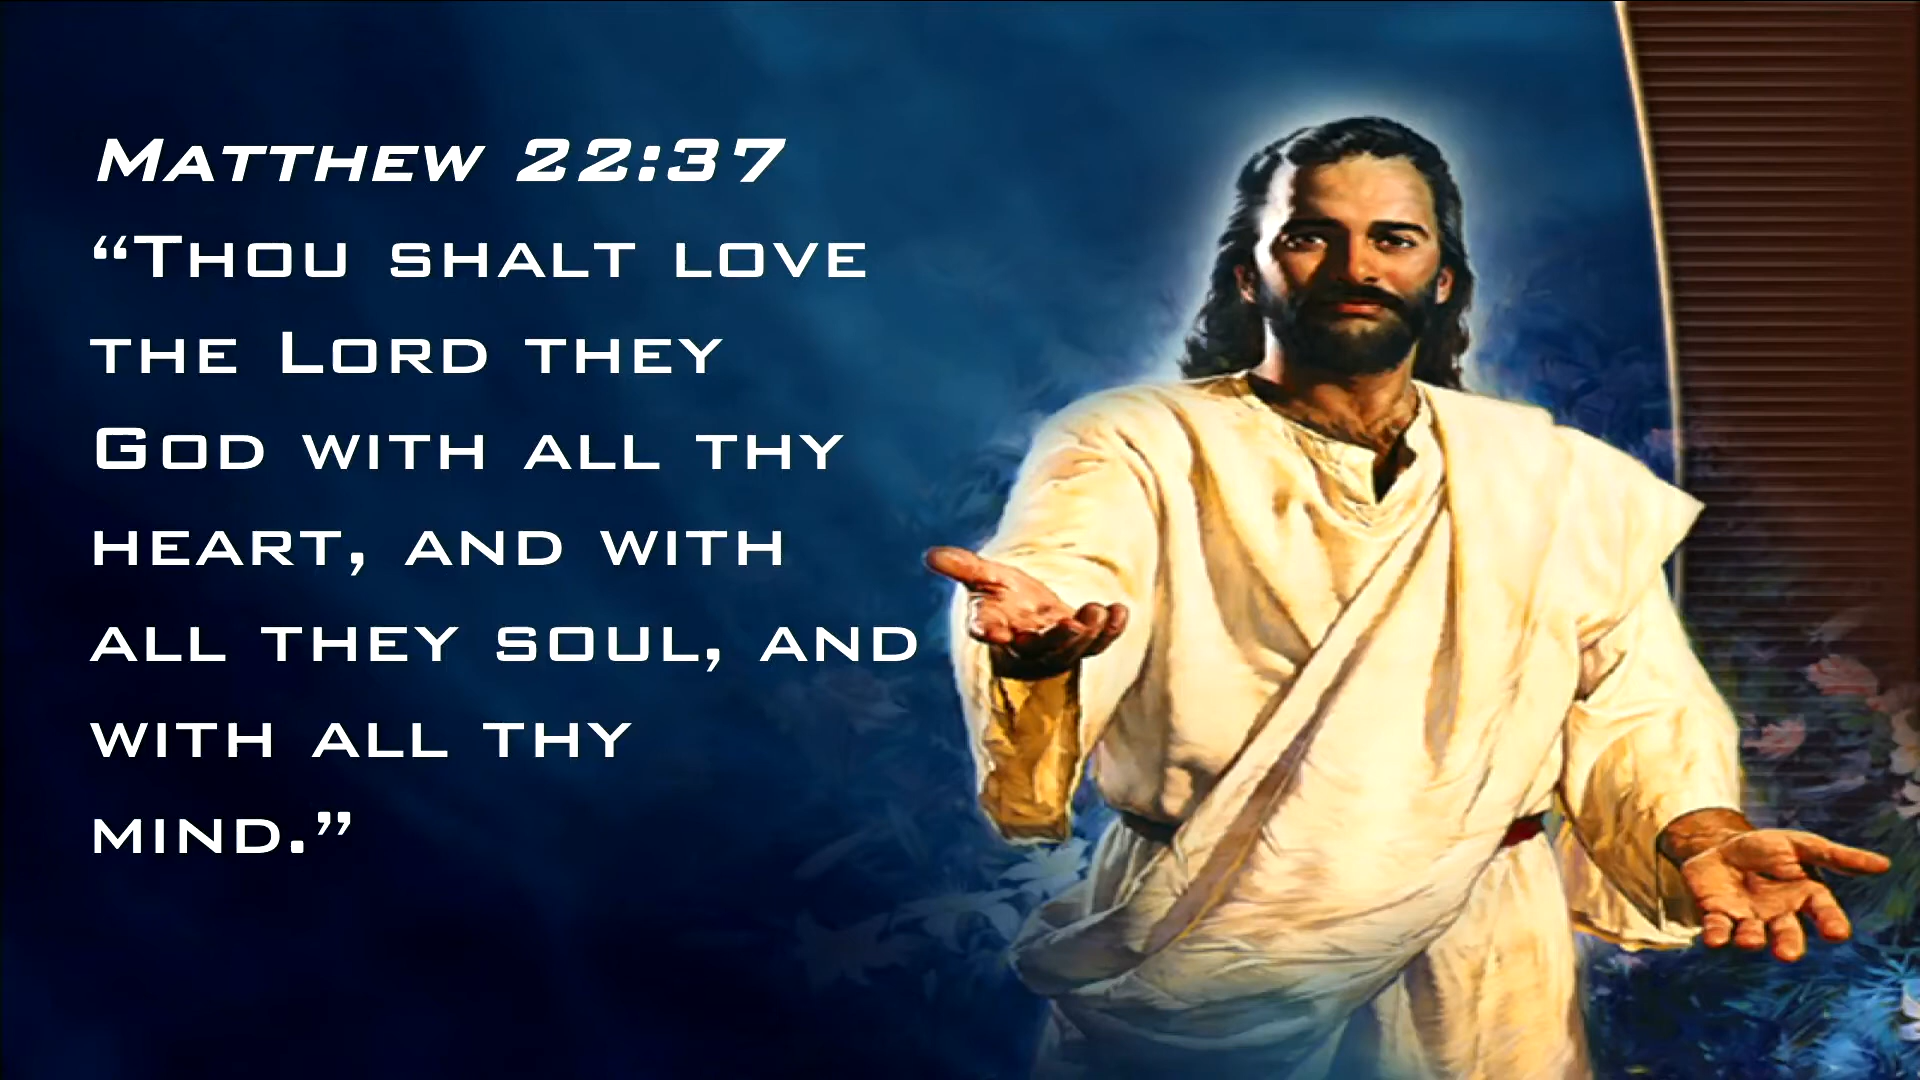 Matthew 22:37
“Thou shalt love
the Lord they
God with all thy
heart, and with
all they soul, and
with all thy
mind.”